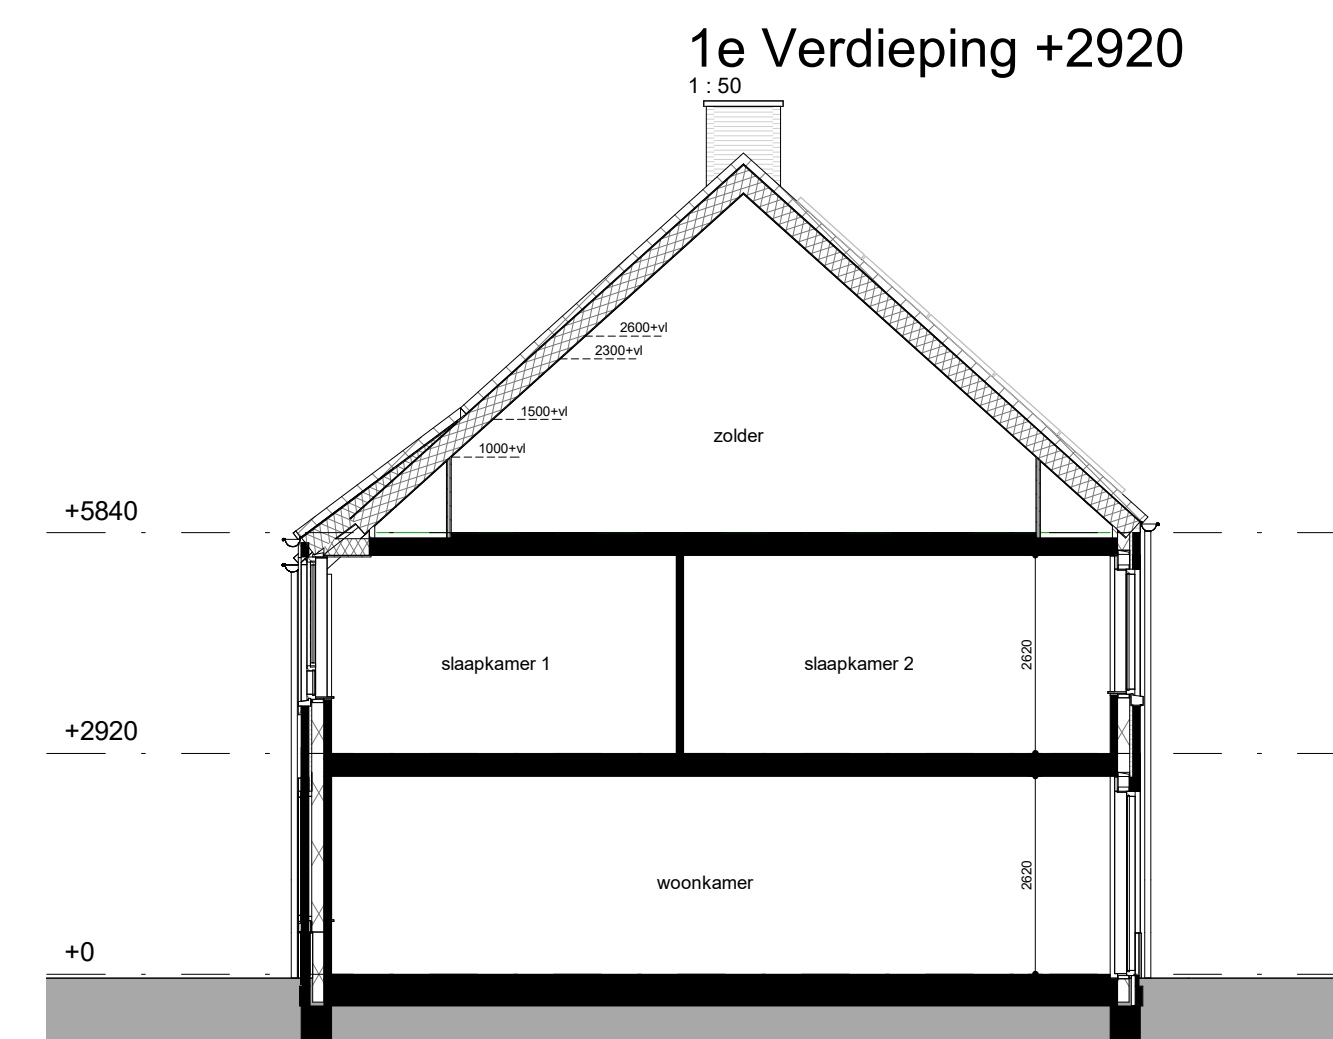 1e Verdieping +2920
1 : 50
2600+vl
2300+vl
1500+vl
zolder
1000+vl
+5840
2620
slaapkamer 1
slaapkamer 2
+2920
2620
woonkamer
+0